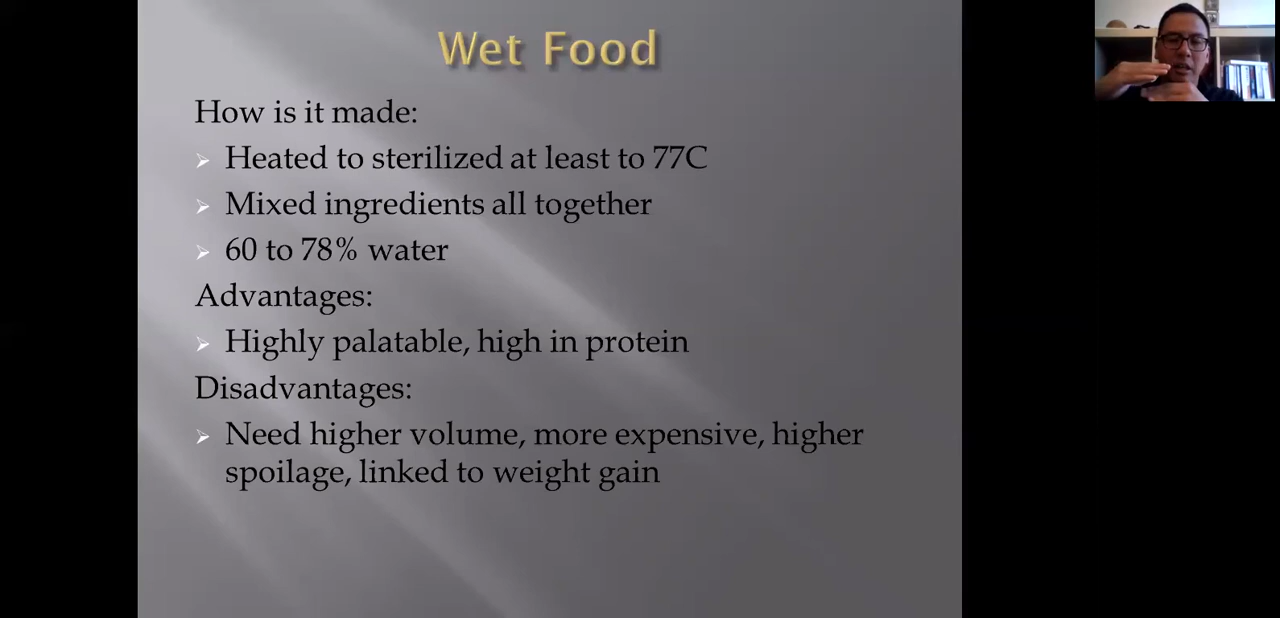 Wet Food
How is it made:
Heated to sterilized at least to 77C
Mixed ingredients all together
60 to 78% water
Advantages:
Highly palatable, high in protein
Disadvantages:
Need higher volume, more expensive, higher
spoilage, linked to weight gain